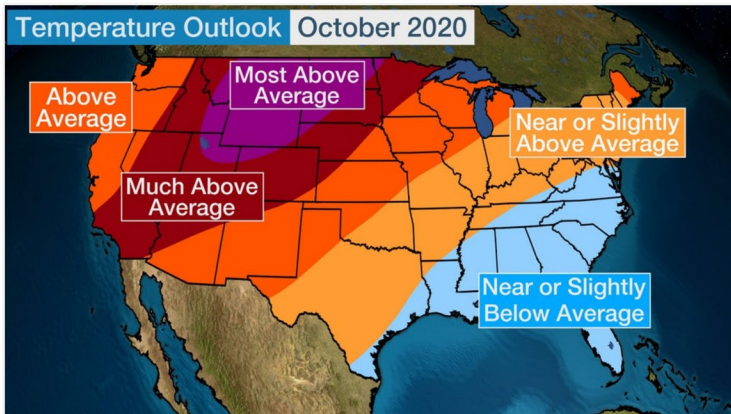 Temperature Outlook October 2020
Most Above
Average
Above
Average
Near or Slightly
Above Average
Much Above
Average
Near or Slightly
Below Average